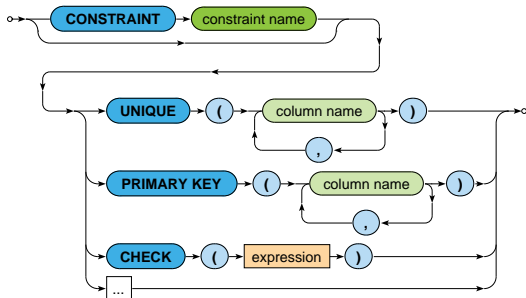 CONSTRAINT constraint name
UNIQUE ( column name )
,
PRIMARY KEY ( column name )
,
CHECK ( expression )
...